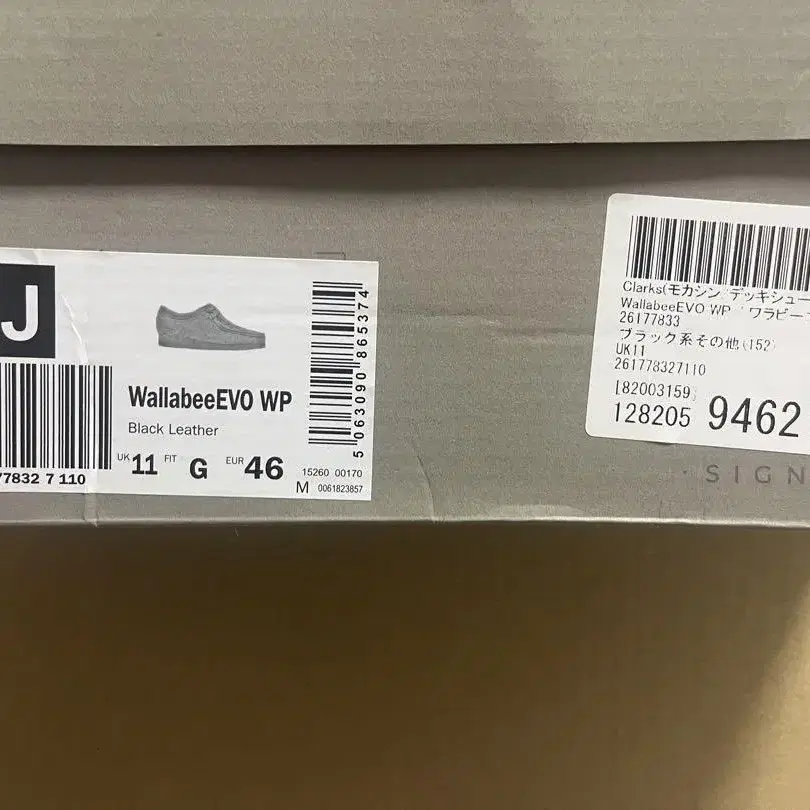 J
77832 7 110
WallabeeEVO WP
Black Leather
UK 11 FIT G EUR 46
15260 00170
M 0061823857
5 063090 865374
Clarks(モカシン/デッキシュー
WallabeeEVO WP ワラビー
26177833
ブラック系その他(152)
UK11
261778327110
[82003159]
128205 9462
· SIGN